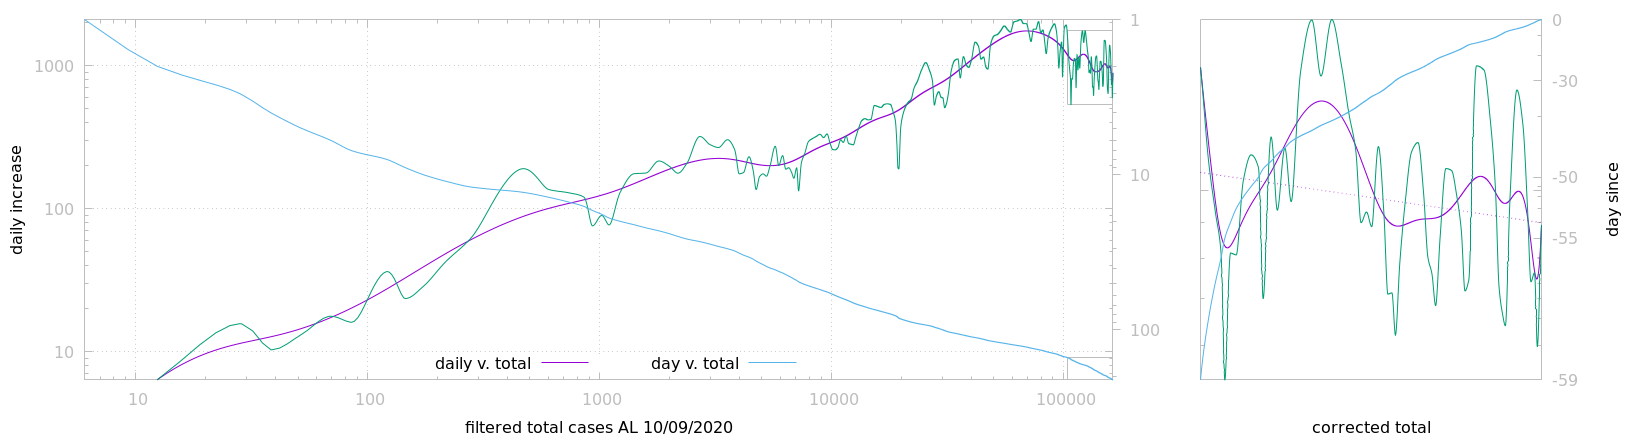 1
0
1000
-30
daily increase
10
-50
day since
100
-55
100
10
daily v. total
day v. total
-59
10
100
1000
10000
100000
filtered total cases AL 10/09/2020
corrected total